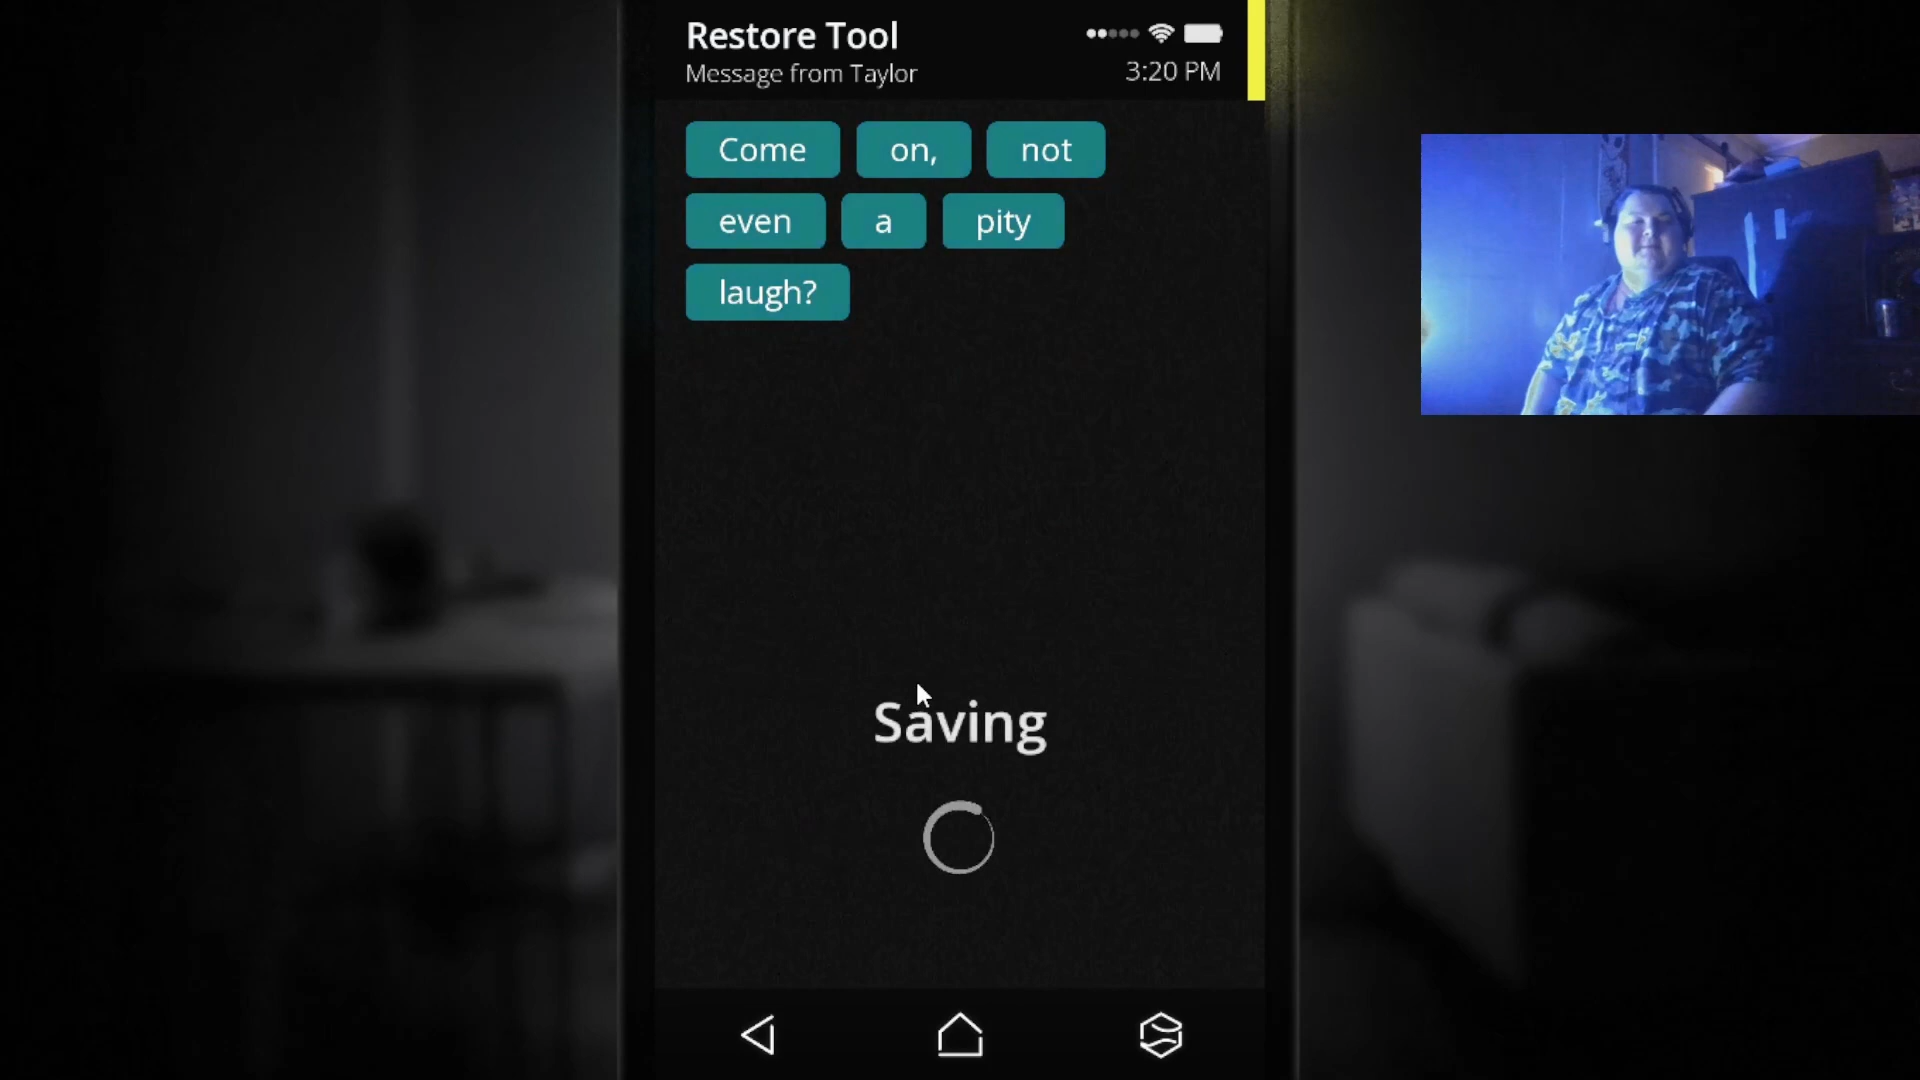 Restore Tool
Message from Taylor
3:20 PM
Come on, not
even a pity
laugh?
Saving